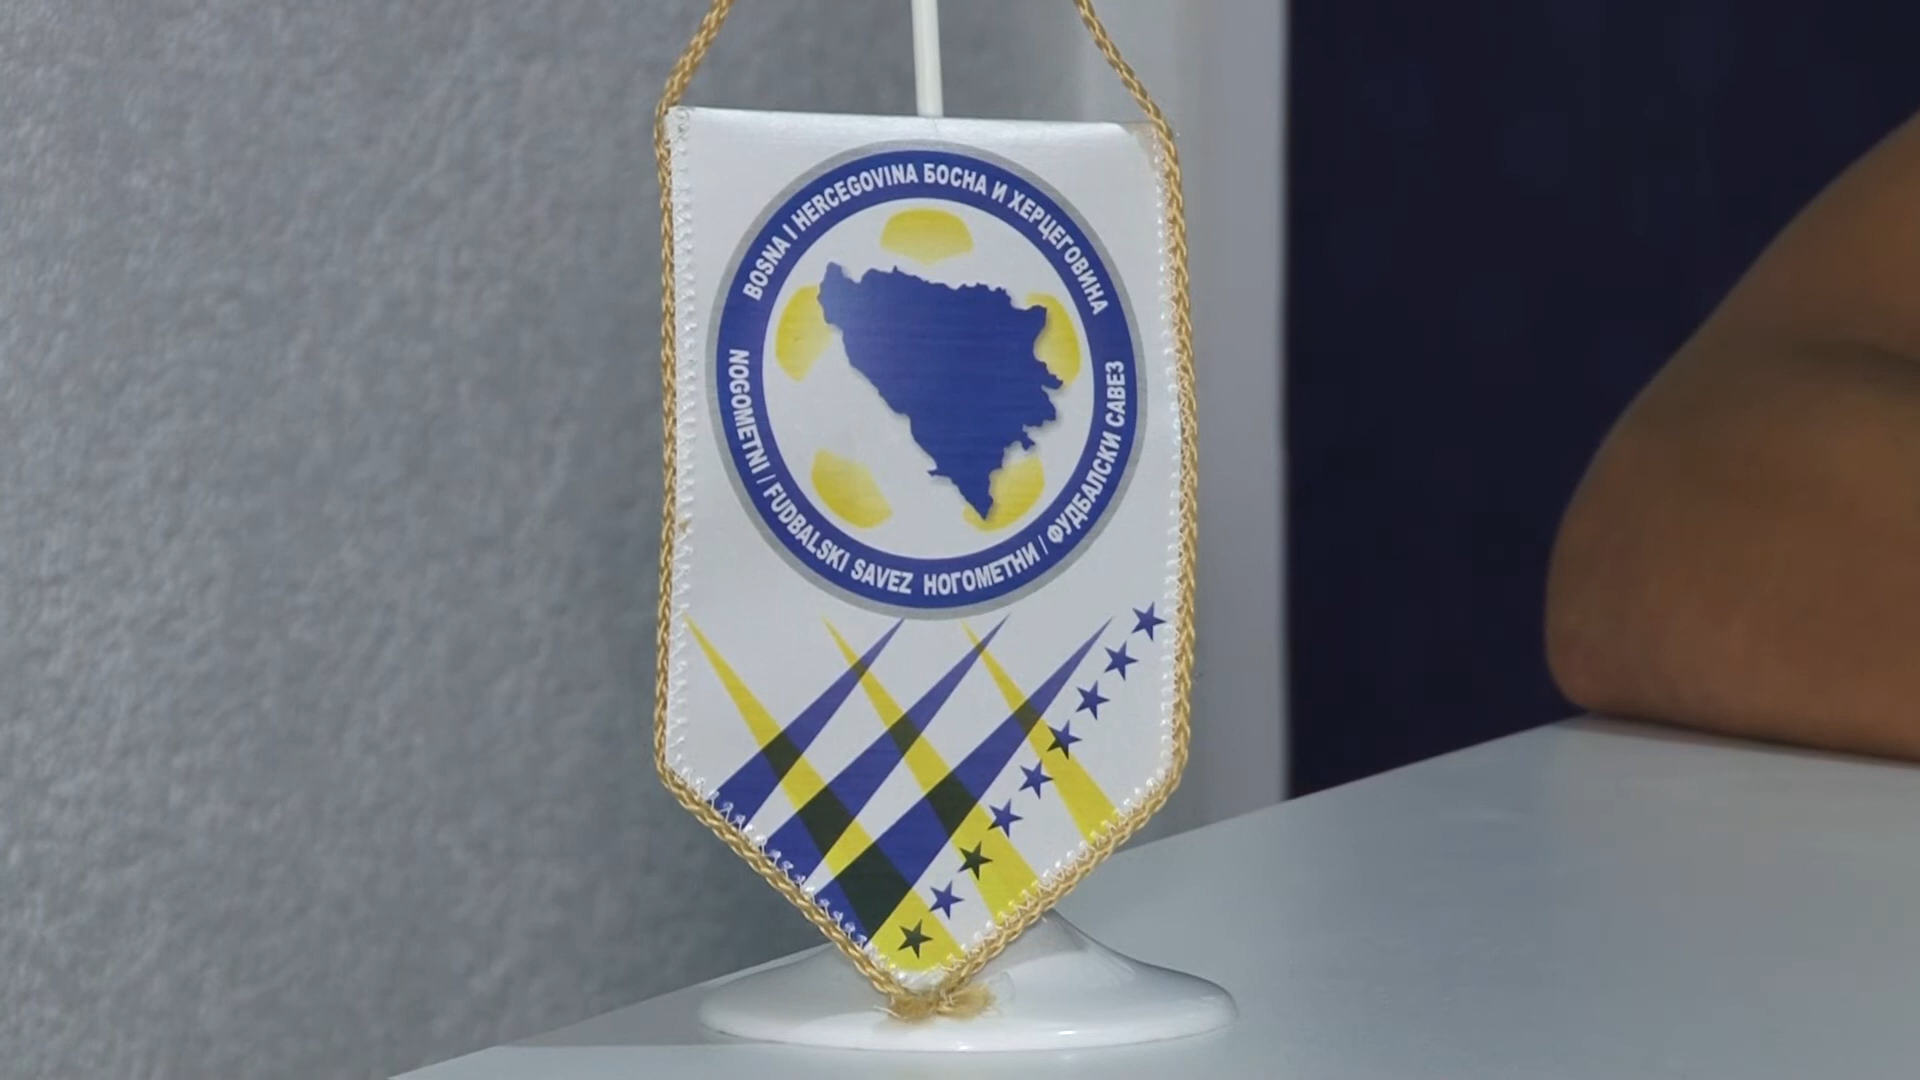 BOSNA I HERCEGOVINA БОСНА И ХЕРЦЕГОВИНА
NOGOMETNI / FUDBALSKI SAVEZ НОГОМЕТНИ / ФУДБАЛСКИ САВЕЗ